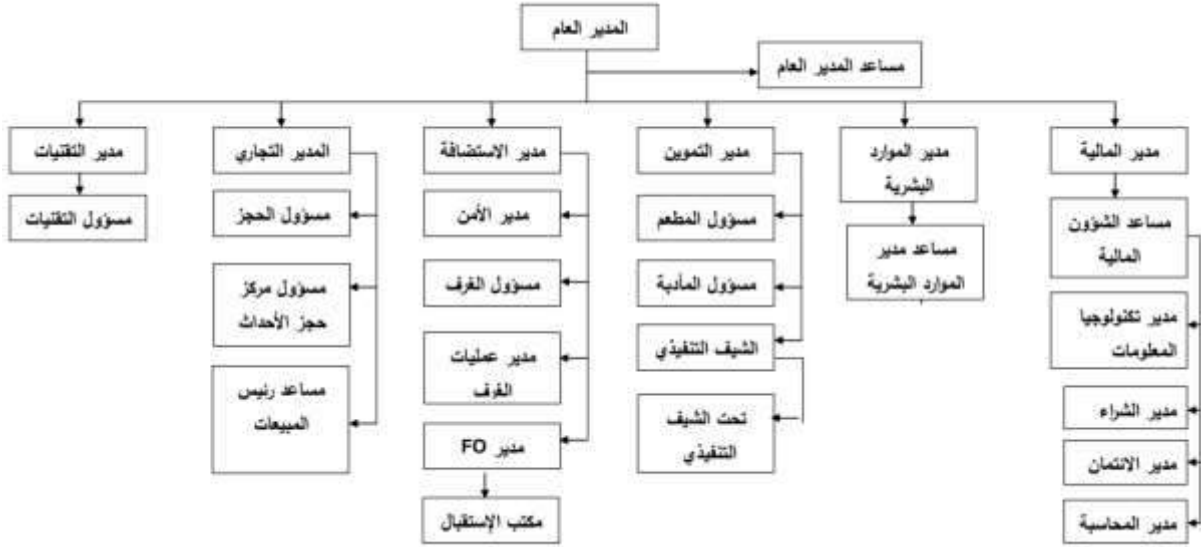 المدير العام
مساعد المدير العام
مدير المالية
مدير الموارد
البشرية
مدير التموين
مدير الاستضافة
المدير التجاري
مدير التقنيات
مساعد الشؤون
المالية
مدير تكنولوجيا
المعلومات
مدير الشراء
مدير الائتمان
مدير المحاسبة
مساعد مدير
الموارد البشرية
مسؤول المطعم
مسؤول المأدبة
الشيف التنفيذي
تحت الشيف
التنفيذي
مدير الأمن
مسؤول الغرف
مدير عمليات
الغرف
مدير FO
مكتب الإستقبال
مسؤول الحجز
مسؤول مركز
حجز الأحداث
مساعد رئيس
المبيعات
مسؤول التقنيات